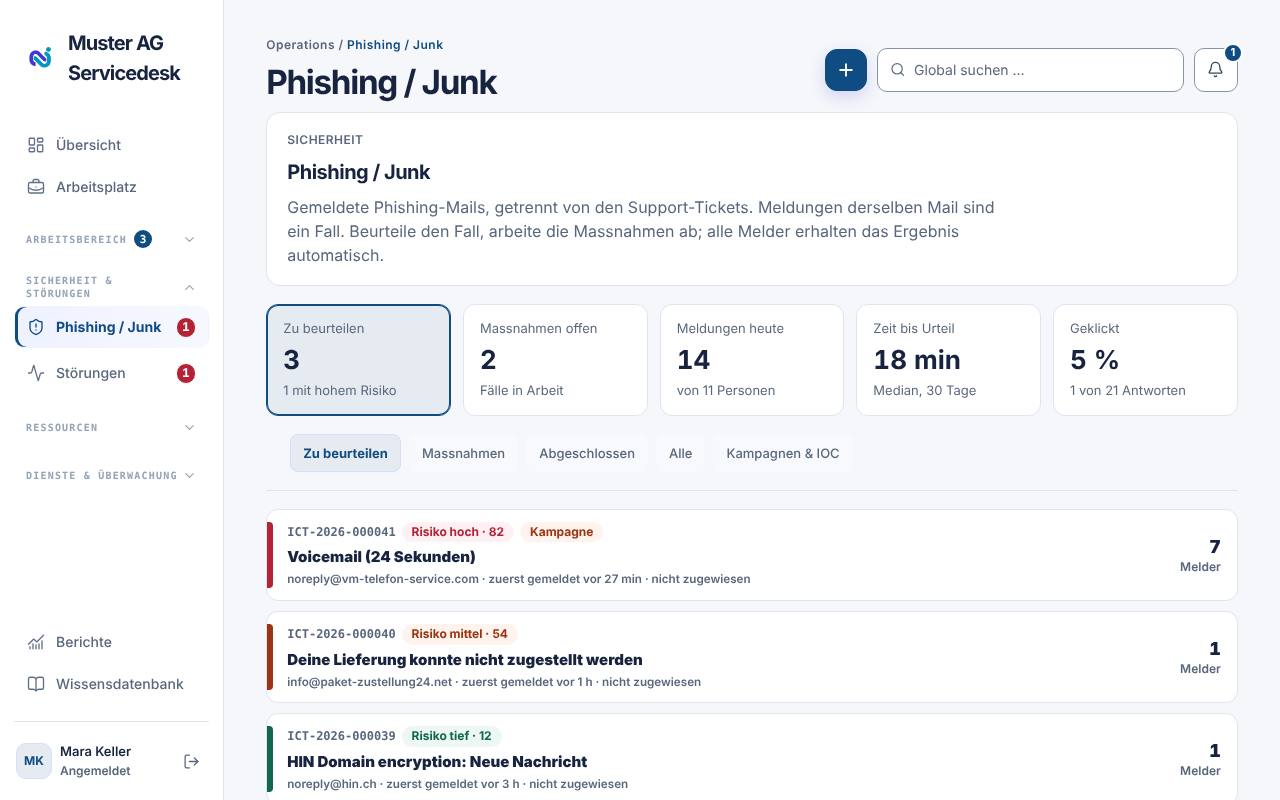 Muster AG
Servicedesk
Übersicht
Arbeitsplatz
ARBEITSBEREICH 3
SICHERHEIT &
STÖRUNGEN
Phishing / Junk 1
Störungen 1
RESSOURCEN
DIENSTE & ÜBERWACHUNG
Berichte
Wissensdatenbank
MK
Mara Keller
Angemeldet
Operations / Phishing / Junk
Phishing / Junk
+
Global suchen ...
1
SICHERHEIT
Phishing / Junk
Gemeldete Phishing-Mails, getrennt von den Support-Tickets. Meldungen derselben Mail sind
ein Fall. Beurteile den Fall, arbeite die Massnahmen ab; alle Melder erhalten das Ergebnis
automatisch.
Zu beurteilen
3
1 mit hohem Risiko
Massnahmen offen
2
Fälle in Arbeit
Meldungen heute
14
von 11 Personen
Zeit bis Urteil
18 min
Median, 30 Tage
Geklickt
5 %
1 von 21 Antworten
Zu beurteilen Massnahmen Abgeschlossen Alle Kampagnen & IOC
ICT-2026-000041 Risiko hoch · 82 Kampagne
Voicemail (24 Sekunden)
noreply@vm-telefon-service.com · zuerst gemeldet vor 27 min · nicht zugewiesen
7
Melder
ICT-2026-000040 Risiko mittel · 54
Deine Lieferung konnte nicht zugestellt werden
info@paket-zustellung24.net · zuerst gemeldet vor 1 h · nicht zugewiesen
1
Melder
ICT-2026-000039 Risiko tief · 12
HIN Domain encryption: Neue Nachricht
noreply@hin.ch · zuerst gemeldet vor 3 h · nicht zugewiesen
1
Melder